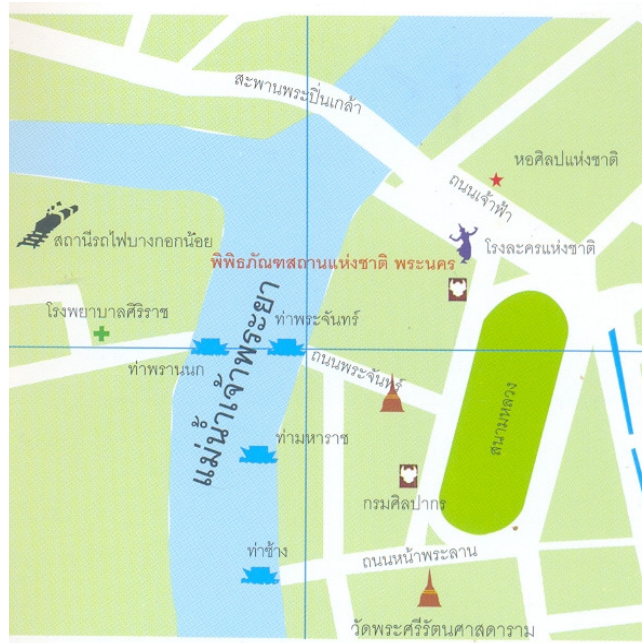 สะพานพระปิ่นเกล้า
หอศิลปแห่งชาติ
ถนนเจ้าฟ้า
สถานีรถไฟบางกอกน้อย
โรงละครแห่งชาติ
พิพิธภัณฑสถานแห่งชาติ พระนคร
โรงพยาบาลศิริราช
ท่าพระจันทร์
แม่น้ำเจ้าพระยา
ท่าพรานนก
ถนนพระจันทร์
สนามหลวง
ท่ามหาราช
กรมศิลปากร
ท่าช้าง
ถนนหน้าพระลาน
วัดพระศรีรัตนศาสดาราม